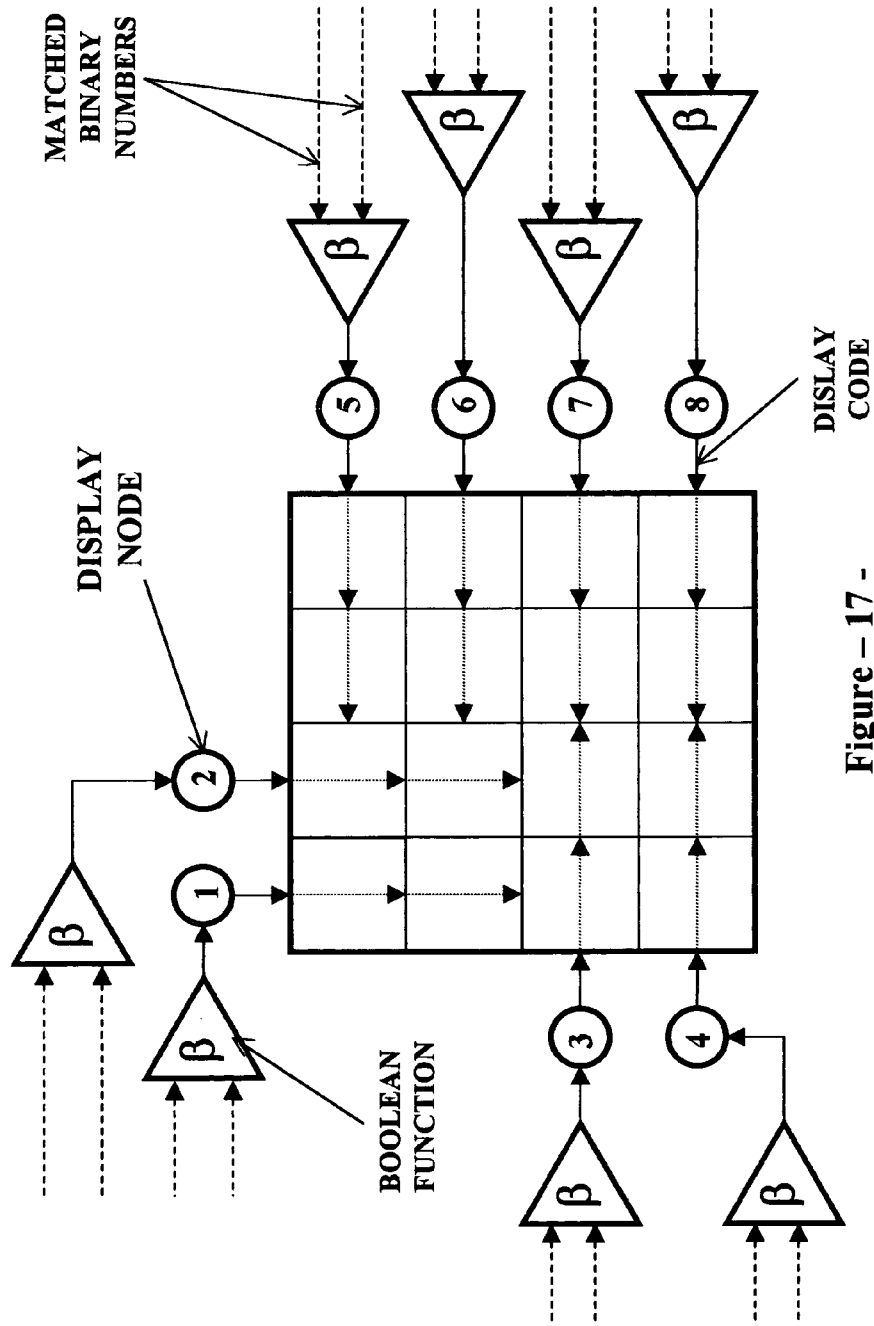 MATCHED
BINARY
NUMBERS
DISPLAY
NODE
β
β
1
2
β
5
BOOLEAN
FUNCTION
6
β
β
3
7
β
β
4
8
β
DISLAY
CODE
Figure – 17 -